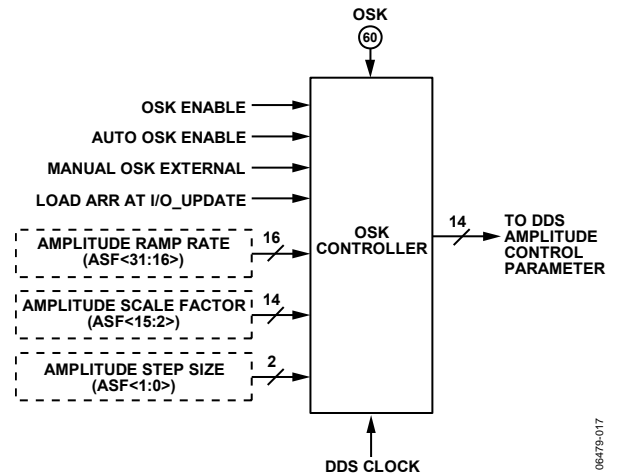 OSK
60
OSK ENABLE
AUTO OSK ENABLE
MANUAL OSK EXTERNAL
LOAD ARR AT I/O_UPDATE
AMPLITUDE RAMP RATE
(ASF<31:16>)
16
AMPLITUDE SCALE FACTOR
(ASF<15:2>)
14
AMPLITUDE STEP SIZE
(ASF<1:0>)
2
OSK
CONTROLLER
14
TO DDS
AMPLITUDE
CONTROL
PARAMETER
DDS CLOCK
06479-017